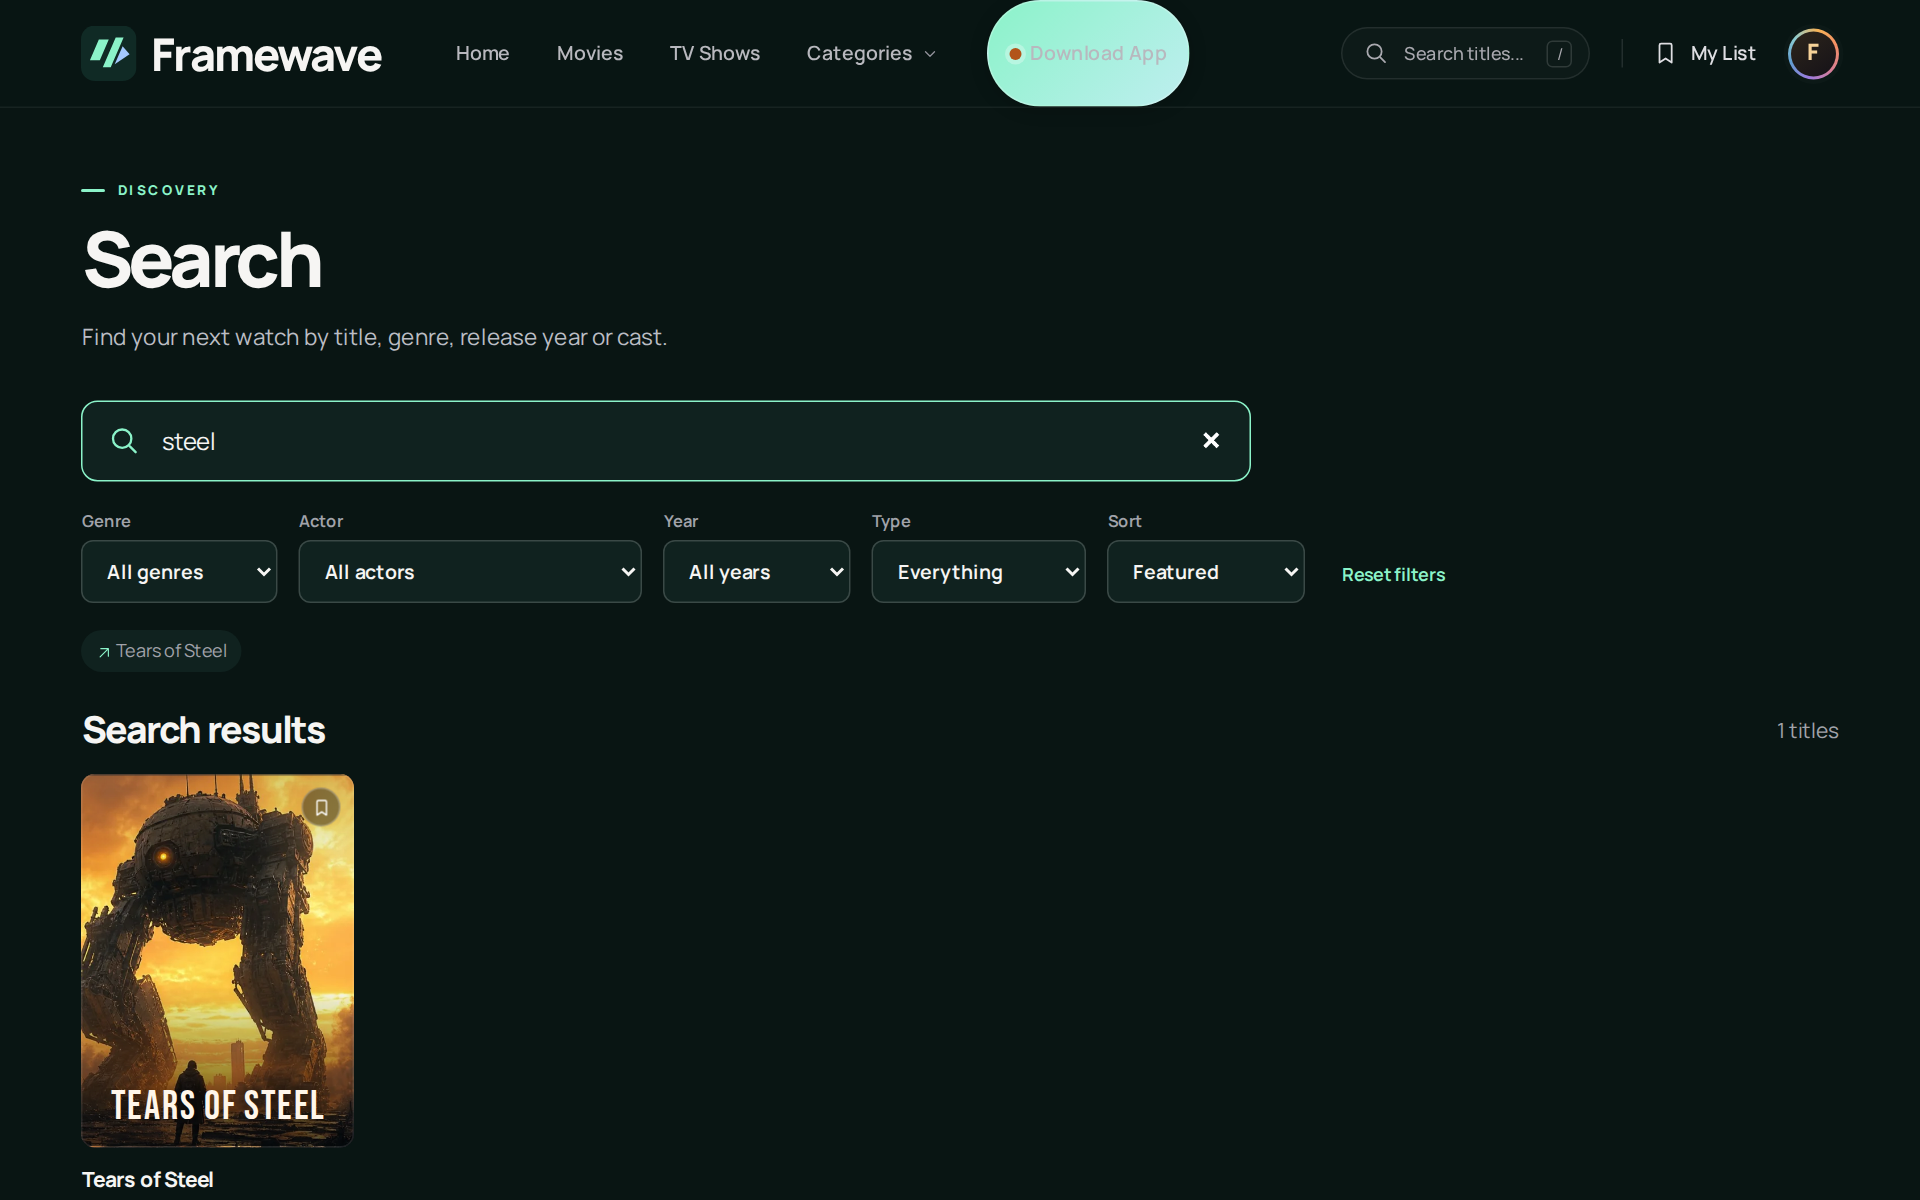 Framewave
Home
Movies
TV Shows
Categories
Download App
Search titles...
/
My List
F
DISCOVERY
Search
Find your next watch by title, genre, release year or cast.
steel
Genre
Actor
Year
Type
Sort
All genres
All actors
All years
Everything
Featured
Reset filters
Tears of Steel
Search results
1 titles
TEARS OF STEEL
Tears of Steel